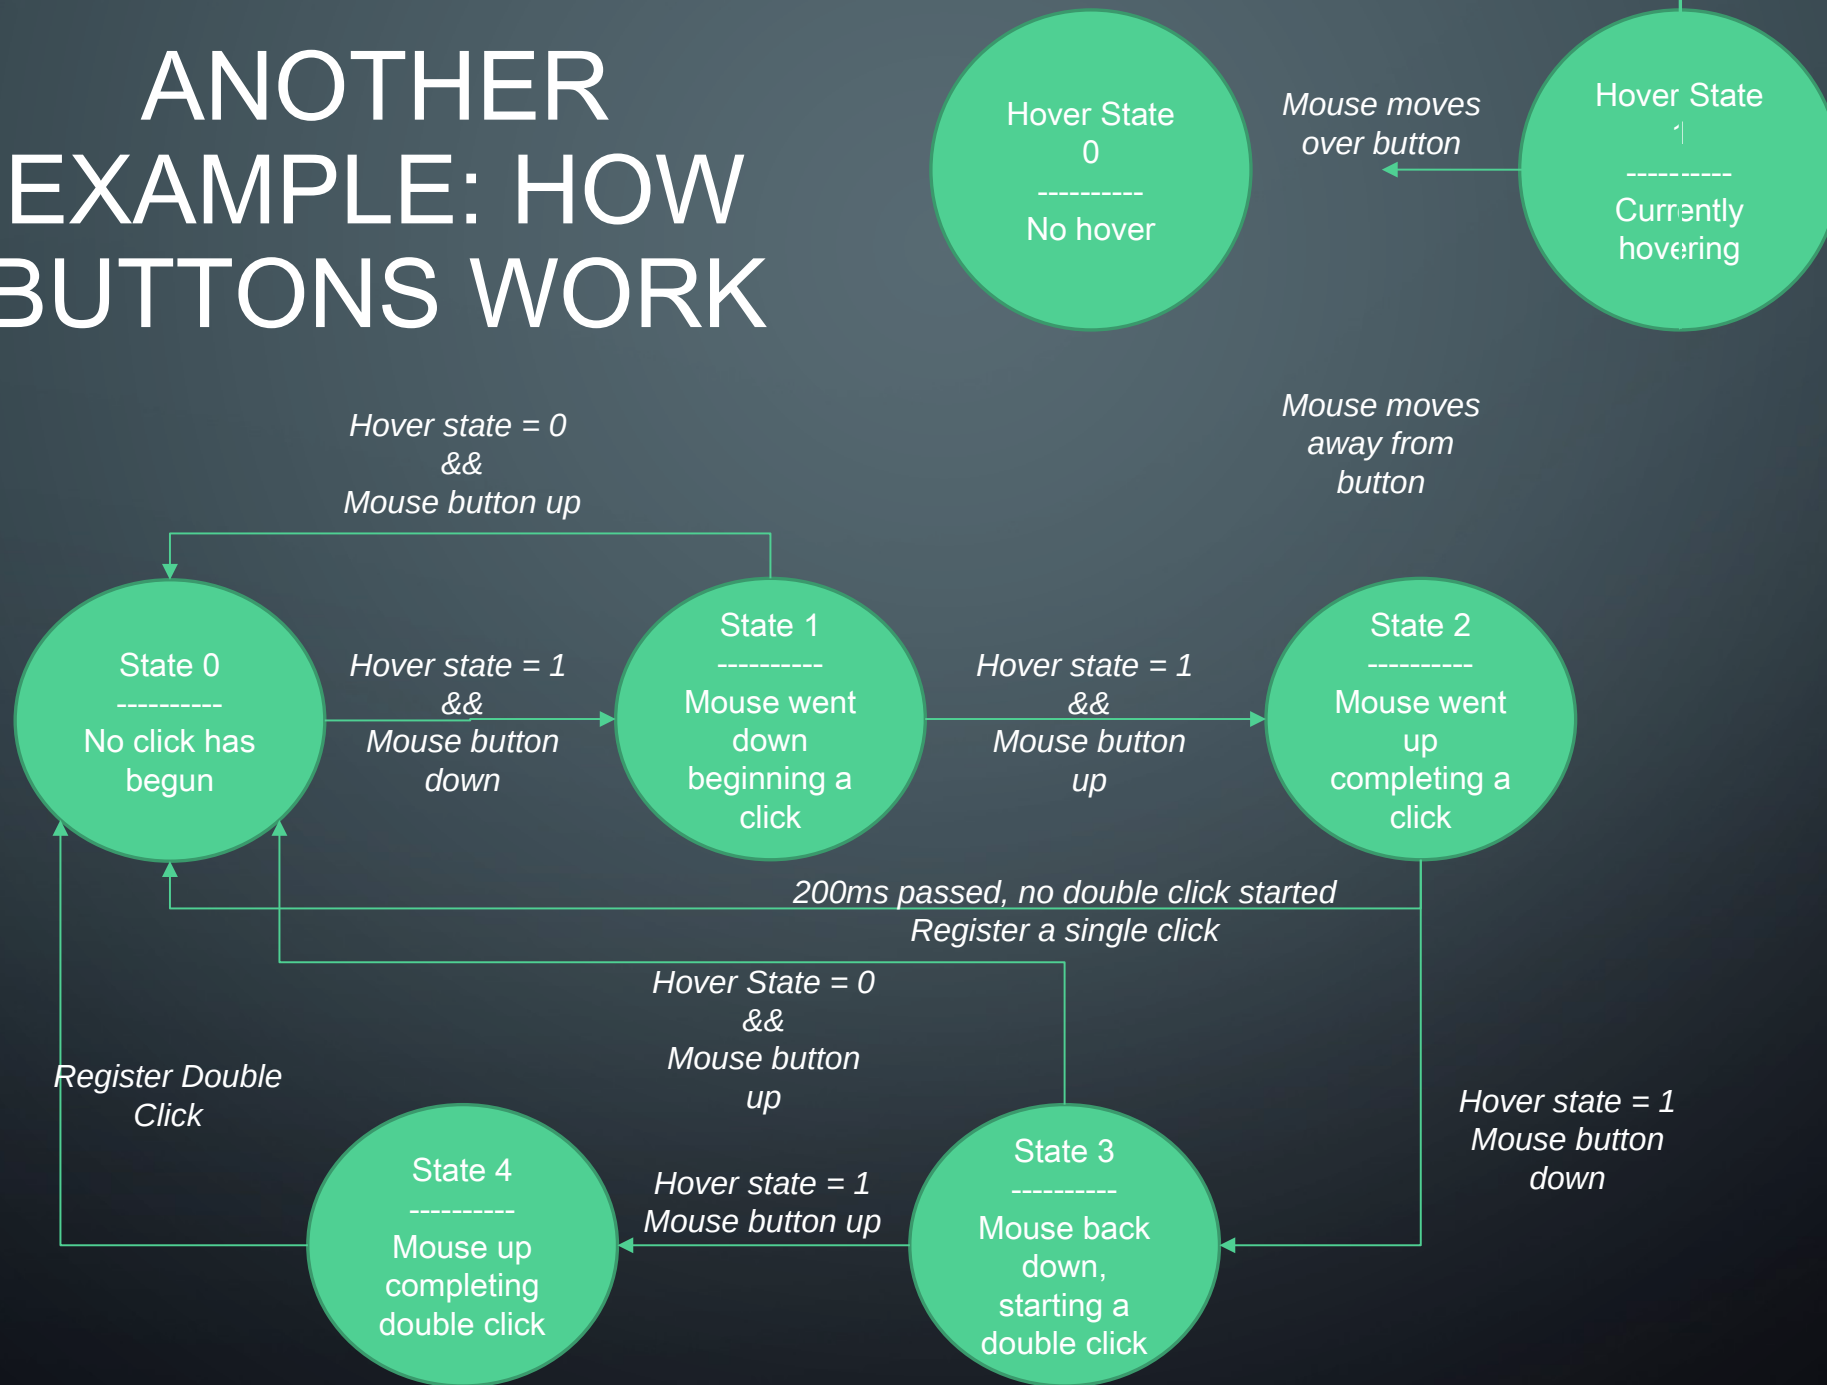 ANOTHER
EXAMPLE: HOW
BUTTONS WORK
Hover State
0
----------
No hover
Mouse moves
over button
Hover State
1
----------
Currently
hovering
Mouse moves
away from
button
Hover state = 0
&&
Mouse button up
State 0
----------
No click has
begun
Hover state = 1
&&
Mouse button
down
State 1
----------
Mouse went
down
beginning a
click
Hover state = 1
&&
Mouse button
up
State 2
----------
Mouse went
up
completing a
click
200ms passed, no double click started
Register a single click
Hover State = 0
&&
Mouse button
up
Register Double
Click
Hover state = 1
Mouse button
down
State 4
----------
Mouse up
completing
double click
Hover state = 1
Mouse button up
State 3
----------
Mouse back
down,
starting a
double click